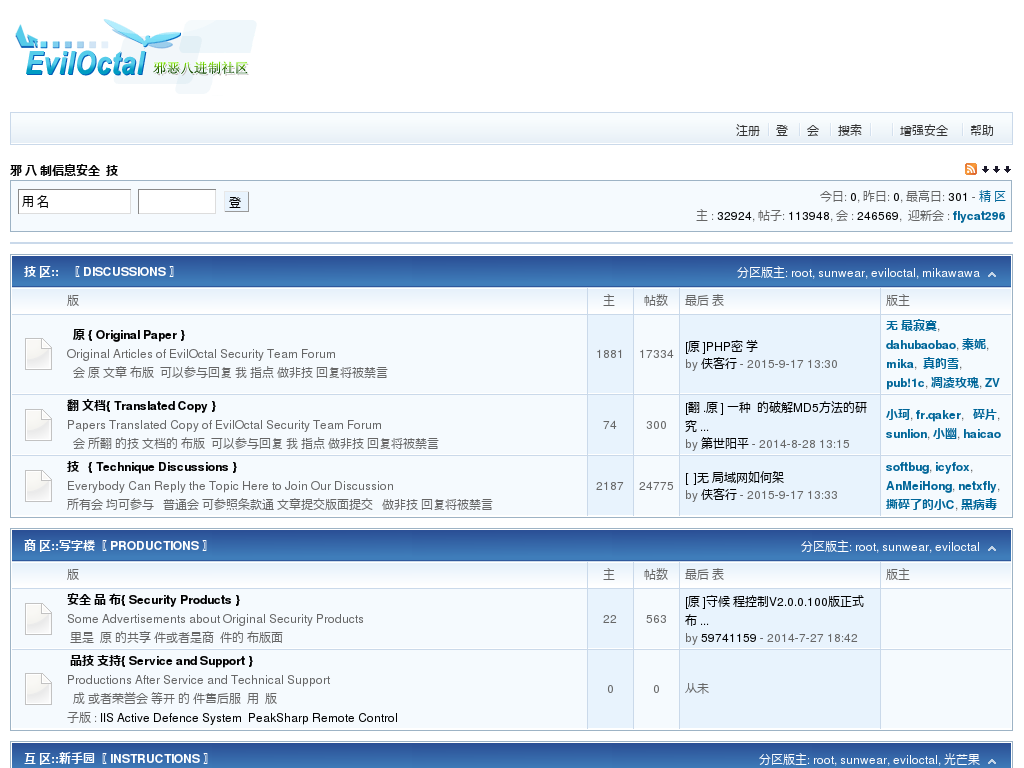 EvilOctal 邪恶八进制社区
注册 登 会 搜索 增强安全 帮助
邪 八 制信息安全 技
用 名 登
今日: 0, 昨日: 0, 最高日: 301 - 精 区
主 : 32924, 帖子: 113948, 会 : 246569, 迎新会 : flycat296
技 区:: 〖 DISCUSSIONS 〗 分区版主: root, sunwear, eviloctal, mikawawa
版 主 帖数 最后 表 版主
原 { Original Paper }
Original Articles of EvilOctal Security Team Forum
会 原 文章 布版 可以参与回复 我 指点 做非技 回复将被禁言
1881 17334
[原 ]PHP密 学
by 侠客行 - 2015-9-17 13:30
无 最寂寞,
dahubaobao, 秦妮,
mika, 真的雪,
pub!1c, 凋凌玫瑰, ZV
翻 文档{ Translated Copy }
Papers Translated Copy of EvilOctal Security Team Forum
会 所翻 的技 文档的 布版 可以参与回复 我 指点 做非技 回复将被禁言
74 300
[翻 .原 ] 一种 的破解MD5方法的研
究 ...
by 第世阳平 - 2014-8-28 13:15
小珂, fr.qaker, 碎片,
sunlion, 小幽, haicao
技 { Technique Discussions }
Everybody Can Reply the Topic Here to Join Our Discussion
所有会 均可参与 普通会 可参照条款通 文章提交版面提交 做非技 回复将被禁言
2187 24775
[ ]无 局域网如何架
by 侠客行 - 2015-9-17 13:33
softbug, icyfox,
AnMeiHong, netxfly,
撕碎了的小C, 黑病毒
商 区::写字楼 〖 PRODUCTIONS 〗 分区版主: root, sunwear, eviloctal
版 主 帖数 最后 表 版主
安全 品 布{ Security Products }
Some Advertisements about Original Security Products
里是 原 的共享 件或者是商 件的 布版面
22 563
[原 ]守候 程控制V2.0.0.100版正式
布 ...
by 59741159 - 2014-7-27 18:42
品技 支持{ Service and Support }
Productions After Service and Technical Support
成 或者荣誉会 等开 的 件售后服 用 版
子版 : IIS Active Defence System PeakSharp Remote Control
0 0 从未
互 区::新手园 〖 INSTRUCTIONS 〗 分区版主: root, sunwear, eviloctal, 光芒果